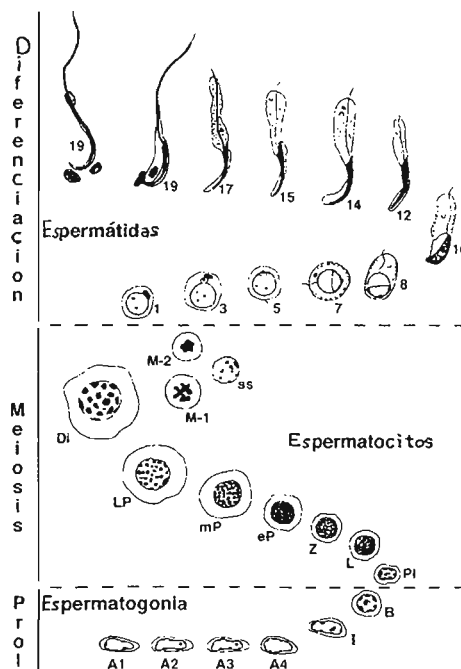 Diferenciacion
19
19
17
15
14
12
10
Espermátidas
1
3
5
7
8
M-2
ss
M-1
Di
Meiosis
Espermatocitos
LP
mP
eP
Z
L
Pl
Prol
Espermatogonia
B
I
A1 A2 A3 A4